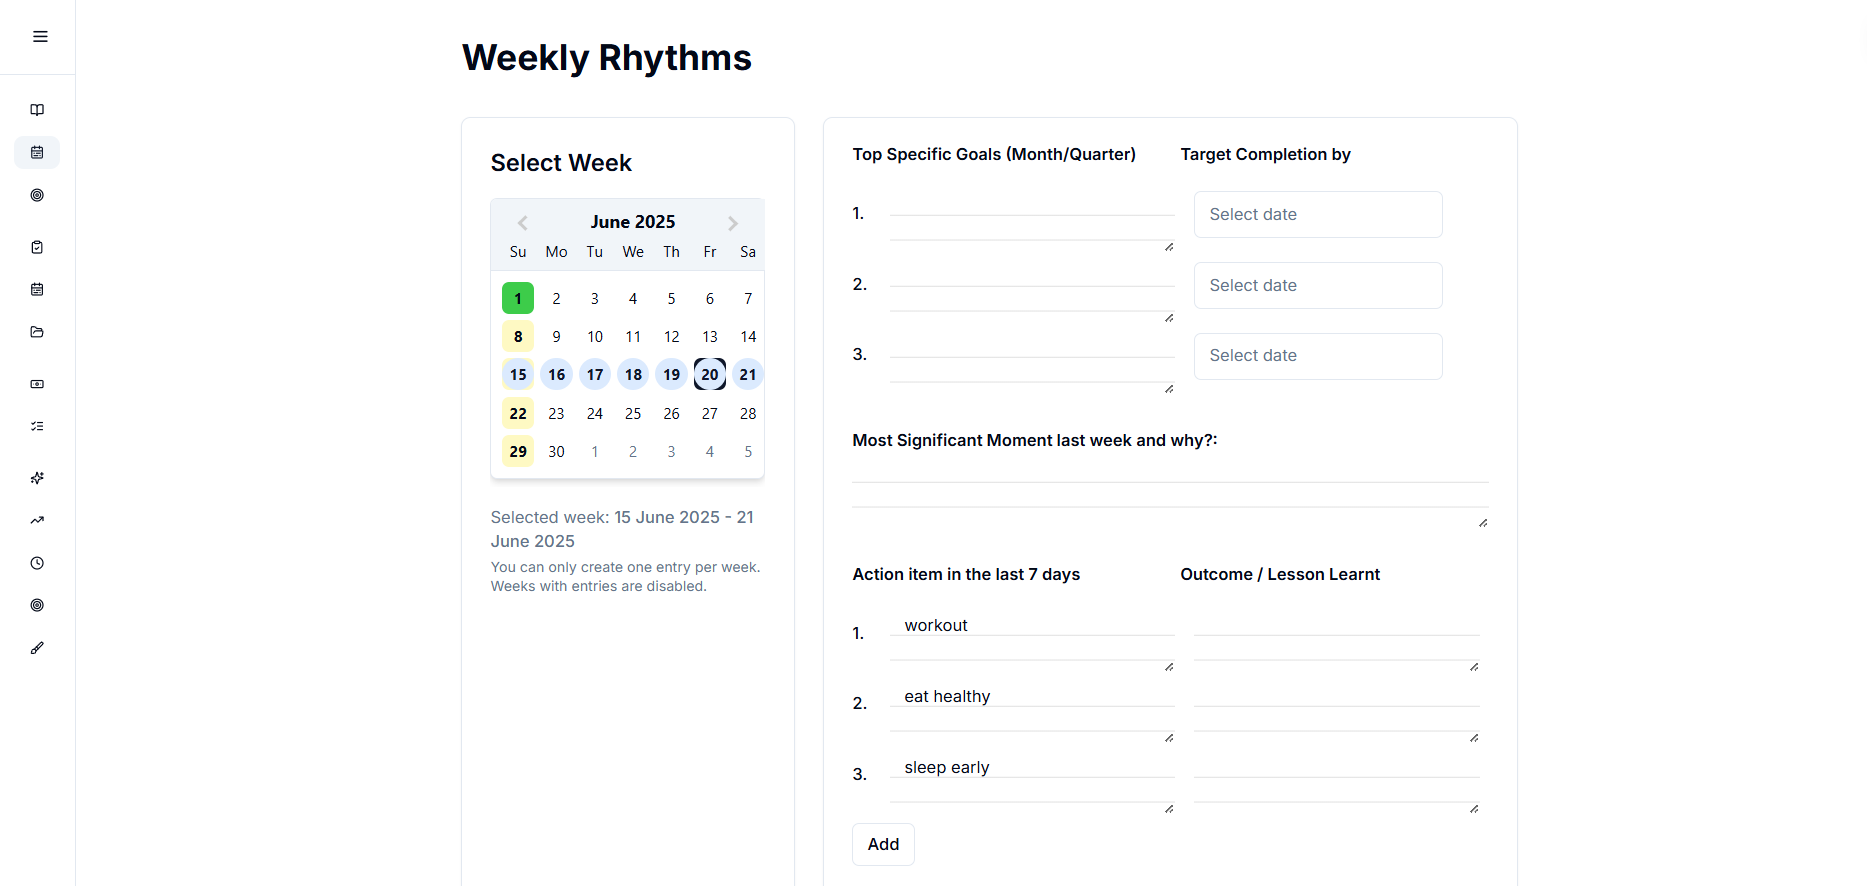 Weekly Rhythms
Select Week
June 2025
Su Mo Tu We Th Fr Sa
1 2 3 4 5 6 7
8 9 10 11 12 13 14
15 16 17 18 19 20 21
22 23 24 25 26 27 28
29 30 1 2 3 4 5
Selected week: 15 June 2025 - 21
June 2025
You can only create one entry per week.
Weeks with entries are disabled.
Top Specific Goals (Month/Quarter) Target Completion by
1. Select date
2. Select date
3. Select date
Most Significant Moment last week and why?:
Action item in the last 7 days Outcome / Lesson Learnt
1. workout
2. eat healthy
3. sleep early
Add